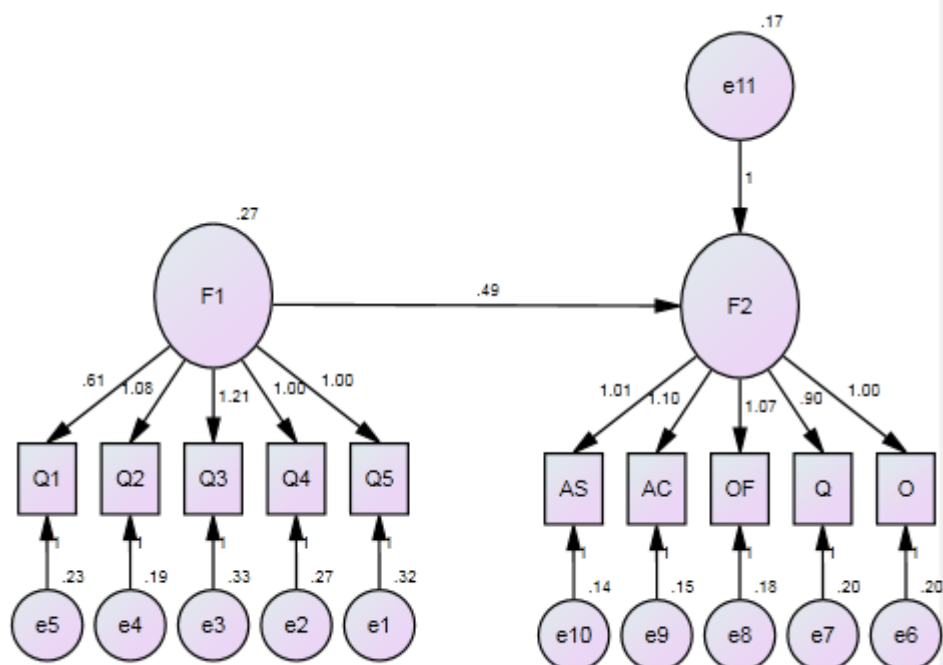 .17
e11
1
.27
F1
.49
F2
.61
1.08
1.21
1.00
1.00
1.01
1.10
1.07
.90
1.00
Q1
Q2
Q3
Q4
Q5
AS
AC
OF
Q
O
1
1
1
1
1
1
1
1
1
1
.23
.19
.33
.27
.32
.14
.15
.18
.20
.20
e5
e4
e3
e2
e1
e10
e9
e8
e7
e6